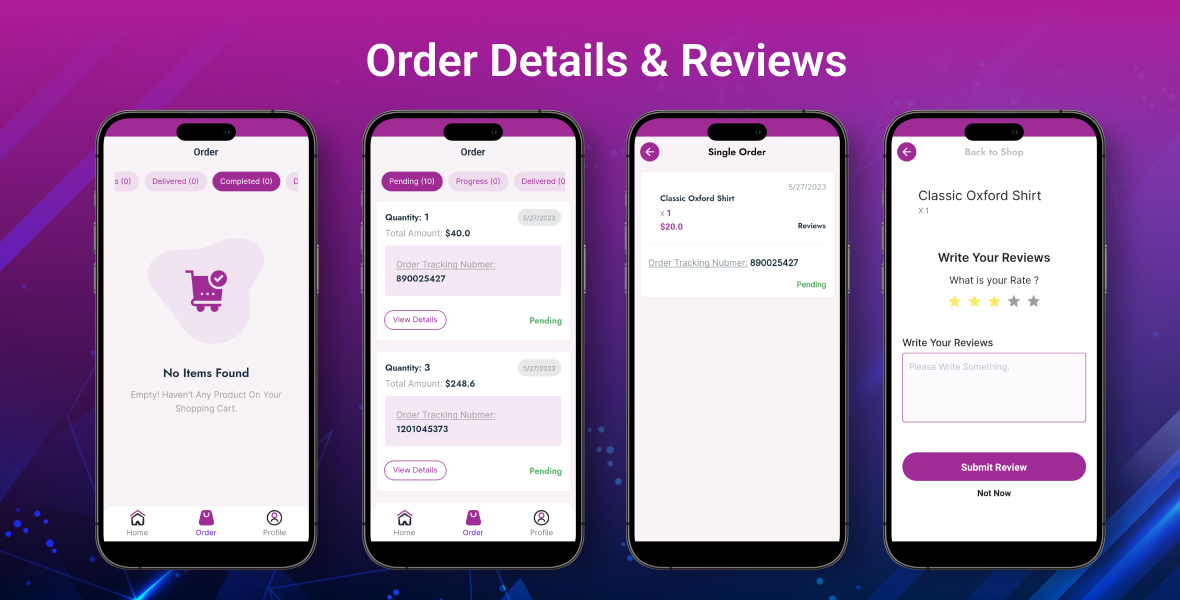 Order Details & Reviews
Order
s (0)
Delivered (0)
Completed (0)
D
No Items Found
Empty! Haven't Any Product On Your
Shopping Cart.
Home
Order
Profile
Order
Pending (10)
Progress (0)
Delivered (0
Quantity: 1
5/27/2023
Total Amount: $40.0
Order Tracking Nubmer:
890025427
View Details
Pending
Quantity: 3
5/27/2023
Total Amount: $248.6
Order Tracking Nubmer:
1201045373
View Details
Pending
Home
Order
Profile
Single Order
5/27/2023
Classic Oxford Shirt
x 1
$20.0
Reviews
Order Tracking Nubmer: 890025427
Pending
Back to Shop
Classic Oxford Shirt
X 1
Write Your Reviews
What is your Rate ?
Write Your Reviews
Please Write Something.
Submit Review
Not Now